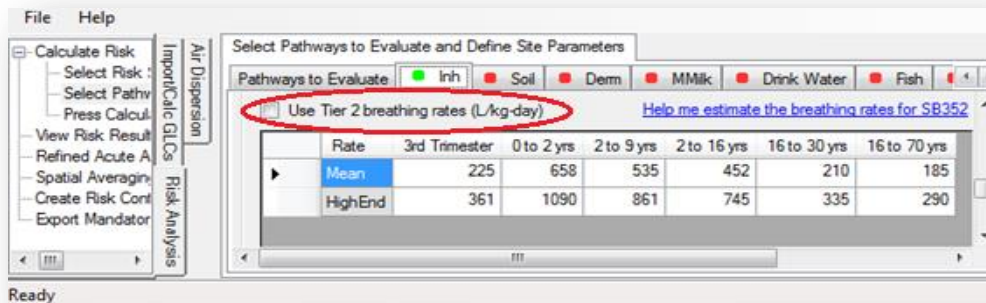 File Help
Calculate Risk
Select Risk
Select Pathw
Press Calcul
View Risk Result
Refined Acute A
Spatial Averaging
Create Risk Cont
Export Mandator
Import/Calc GLCs
Risk Analysis
Air Dispersion
Select Pathways to Evaluate and Define Site Parameters
Pathways to Evaluate Inh Soil Derm MMilk Drink Water Fish
Use Tier 2 breathing rates (L/kg-day) Help me estimate the breathing rates for SB352
Rate 3rd Trimester 0 to 2 yrs 2 to 9 yrs 2 to 16 yrs 16 to 30 yrs 16 to 70 yrs
Mean 225 658 535 452 210 185
HighEnd 361 1090 861 745 335 290
Ready